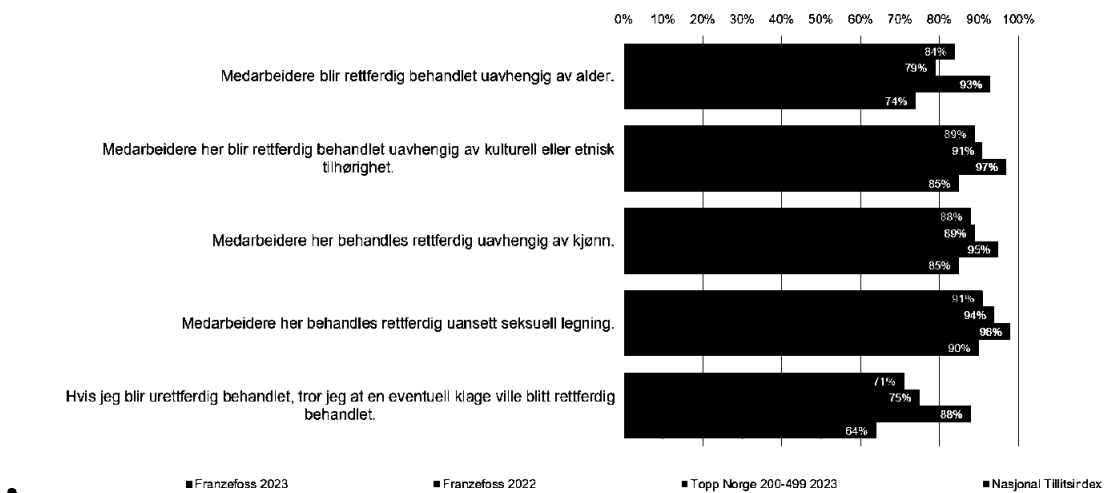 0% 10% 20% 30% 40% 50% 60% 70% 80% 90% 100%
Medarbeidere blir rettferdig behandlet uavhengig av alder.
84%
79%
93%
74%
Medarbeidere her blir rettferdig behandlet uavhengig av kulturell eller etnisk
tilhørighet.
89%
91%
97%
85%
Medarbeidere her behandles rettferdig uavhengig av kjønn.
88%
89%
95%
85%
Medarbeidere her behandles rettferdig uansett seksuell legning.
91%
94%
98%
90%
Hvis jeg blir urettferdig behandlet, tror jeg at en eventuell klage ville blitt rettferdig
behandlet.
71%
75%
88%
64%
Franzefoss 2023 Franzefoss 2022 Topp Norge 200-499 2023 Nasjonal Tillitsindex